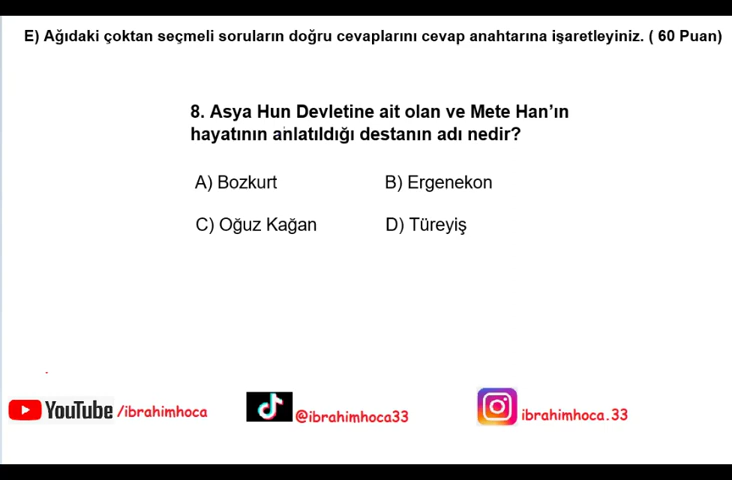 E) Ağıdaki çoktan seçmeli soruların doğru cevaplarını cevap anahtarına işaretleyiniz. ( 60 Puan)
8. Asya Hun Devletine ait olan ve Mete Han’ın
hayatının anlatıldığı destanın adı nedir?
A) Bozkurt B) Ergenekon
C) Oğuz Kağan D) Türeyiş
YouTube /ibrahimhoca @ibrahimhoca33 ibrahimhoca.33